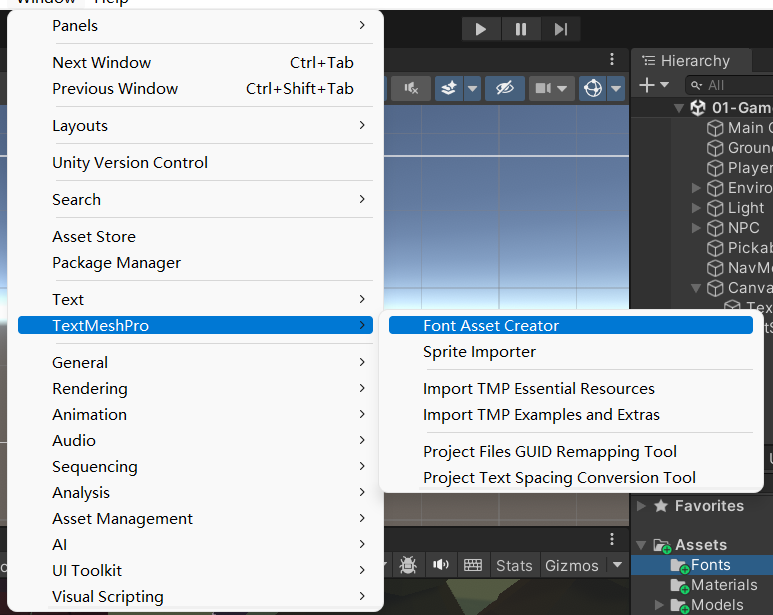 Window Help
Panels
Next Window Ctrl+Tab
Previous Window Ctrl+Shift+Tab
Layouts
Unity Version Control
Search
Asset Store
Package Manager
Text
TextMeshPro
General
Rendering
Animation
Audio
Sequencing
Analysis
Asset Management
AI
UI Toolkit
Visual Scripting
Font Asset Creator
Sprite Importer
Import TMP Essential Resources
Import TMP Examples and Extras
Project Files GUID Remapping Tool
Project Text Spacing Conversion Tool
Stats Gizmos
Hierarchy
All
01-Game
Main C
Groun
Player
Enviro
Light
NPC
Pickab
NavMe
Canva
Tex
Favorites
Assets
Fonts
Materials
Models